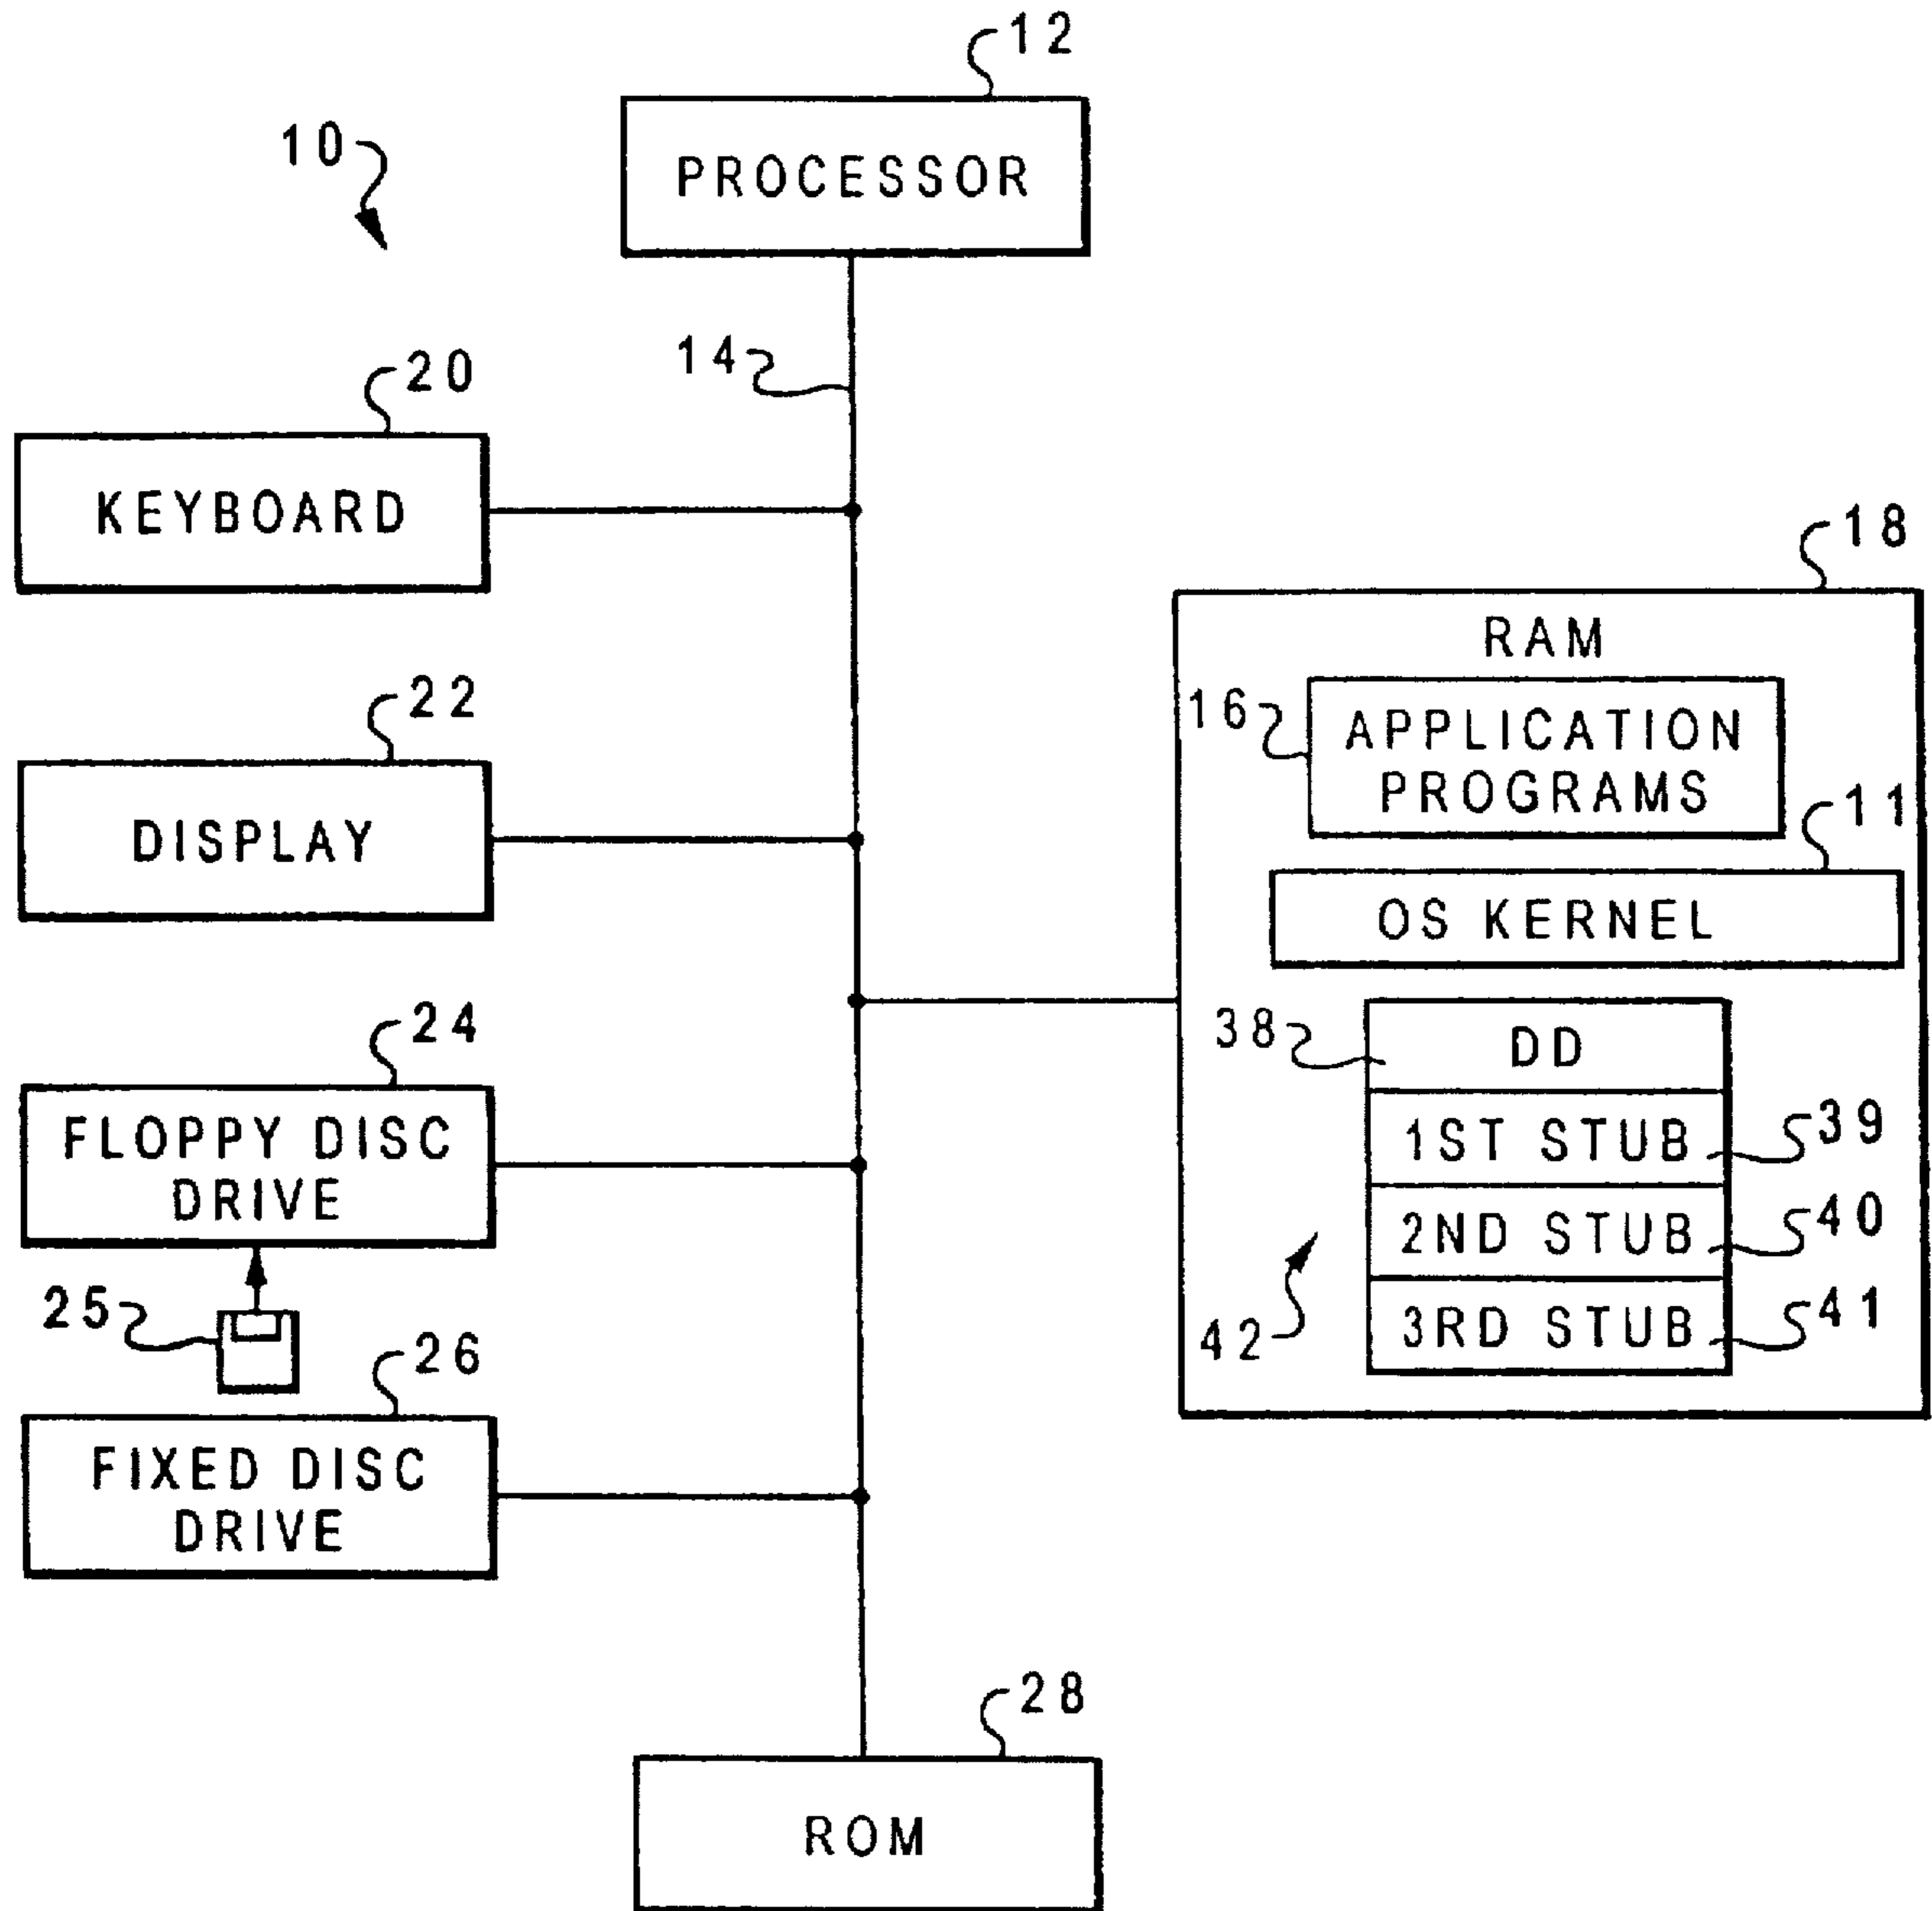 12
10
PROCESSOR
14
20
KEYBOARD
18
RAM
22
16
APPLICATION
PROGRAMS
DISPLAY
11
OS KERNEL
24
38
DD
FLOPPY DISC
DRIVE
1ST STUB
39
2ND STUB
40
25
42
3RD STUB
41
26
FIXED DISC
DRIVE
28
ROM